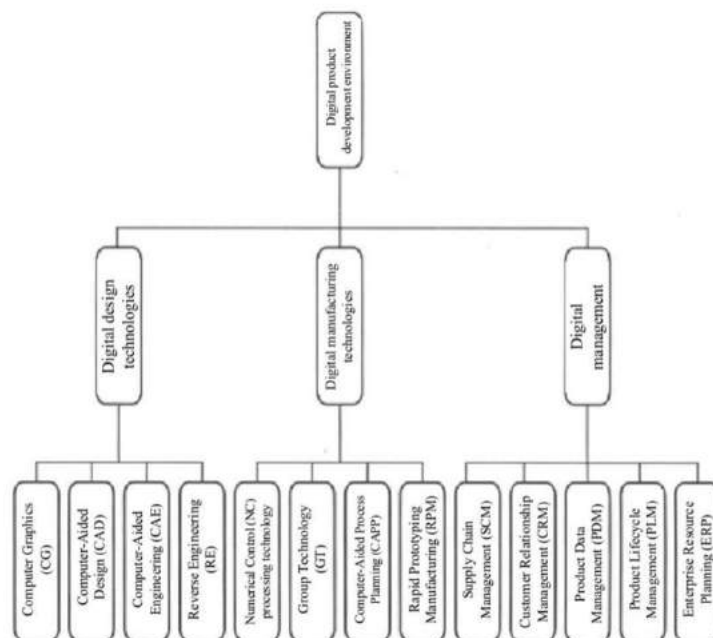 Digital product
development environment
Digital design
technologies
Digital manufacturing
technologies
Digital
management
Computer Graphics
(CG)
Computer-Aided
Design (CAD)
Computer-Aided
Engineering (CAE)
Reverse Engineering
(RE)
Numerical Control (NC)
processing technology
Group Technology
(GT)
Computer-Aided Process
Planning (CAPP)
Rapid Prototyping
Manufacturing (RPM)
Supply Chain
Management (SCM)
Customer Relationship
Management (CRM)
Product Data
Management (PDM)
Product Lifecycle
Management (PLM)
Enterprise Resource
Planning (ERP)